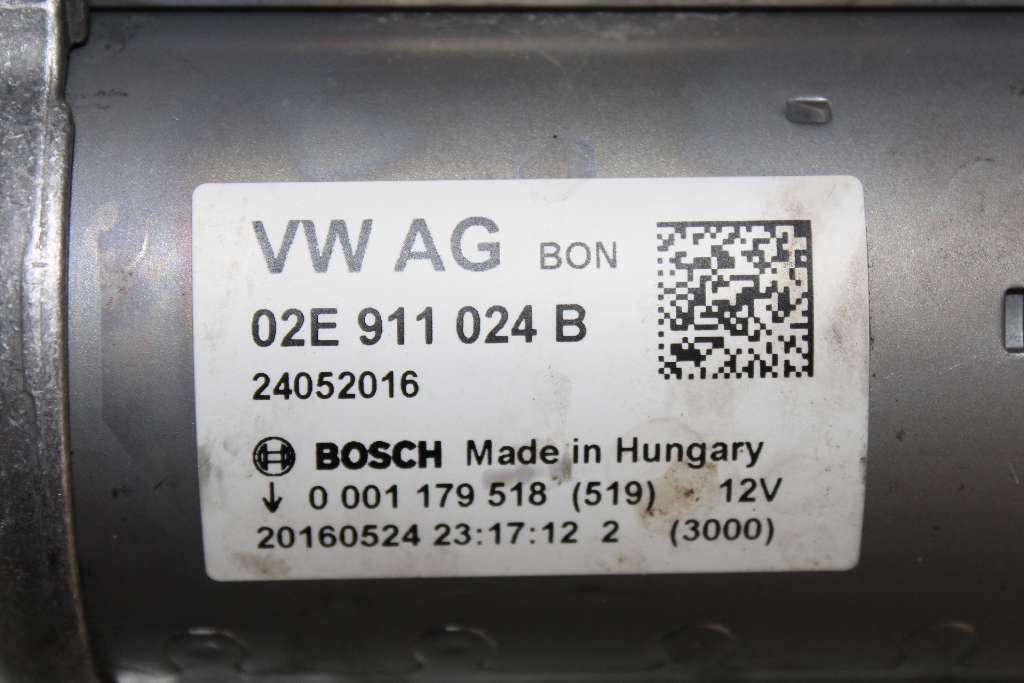 VW AG BON
02E 911 024 B
24052016
BOSCH Made in Hungary
↓ 0 001 179 518 (519) 12V
20160524 23:17:12 2 (3000)